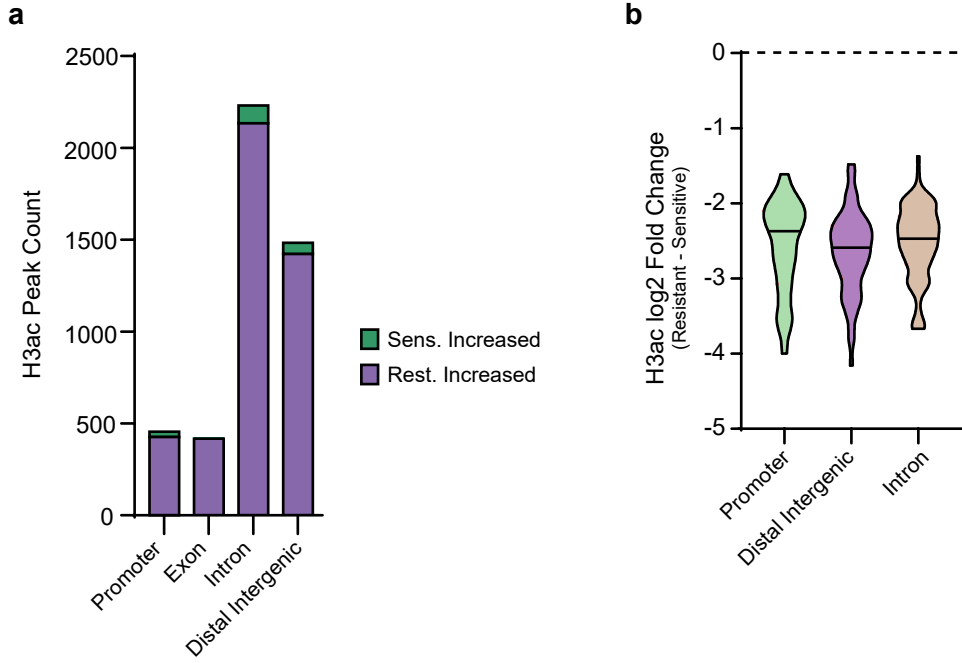 a
H3ac Peak Count
2500
2000
1500
1000
500
0
Promoter
Exon
Intron
Distal Intergenic
Sens. Increased
Rest. Increased
b
H3ac log2 Fold Change
(Resistant - Sensitive)
0
-1
-2
-3
-4
-5
Promoter
Distal Intergenic
Intron